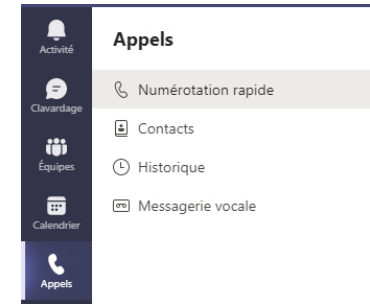 Activité
Clavardage
Équipes
Calendrier
Appels
Appels
Numérotation rapide
Contacts
Historique
Messagerie vocale